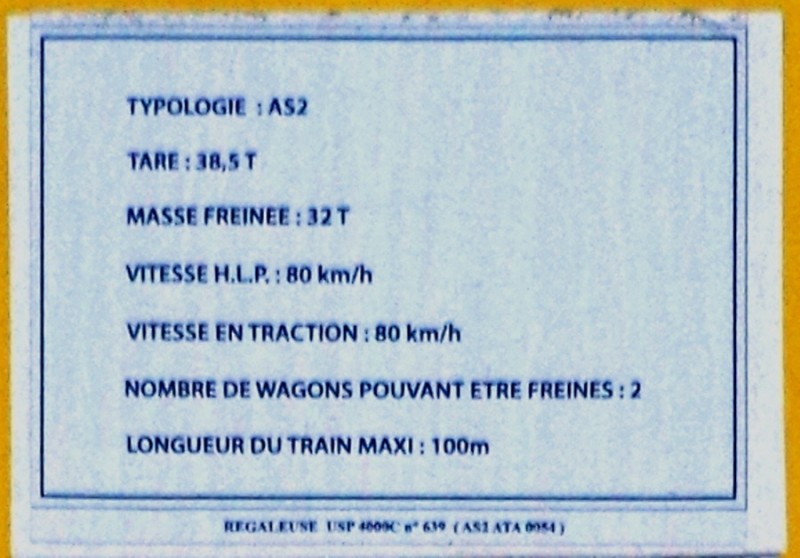 TYPOLOGIE : AS2
TARE : 38,5 T
MASSE FREINEE : 32 T
VITESSE H.L.P. : 80 km/h
VITESSE EN TRACTION : 80 km/h
NOMBRE DE WAGONS POUVANT ETRE FREINES : 2
LONGUEUR DU TRAIN MAXI : 100m
REGALEUSE USP 4000C n° 639 ( AS2 ATA 0054 )